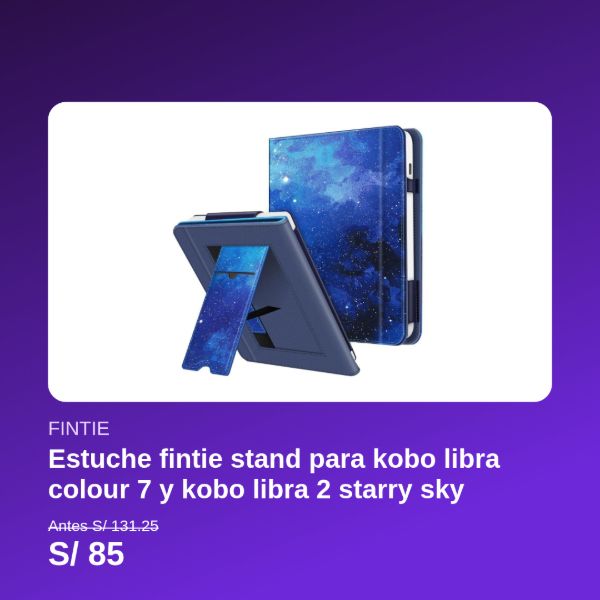 FINTIE
Estuche fintie stand para kobo libra
colour 7 y kobo libra 2 starry sky
Antes S/ 131.25
S/ 85